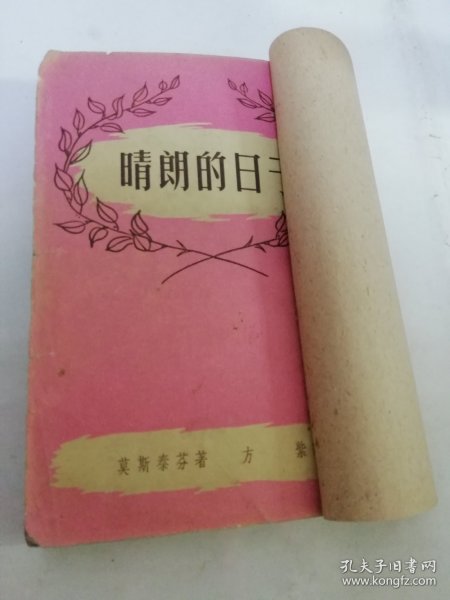 晴朗的日
莫斯泰芬著 方 紫
孔夫子旧书网
www.kongfz.com